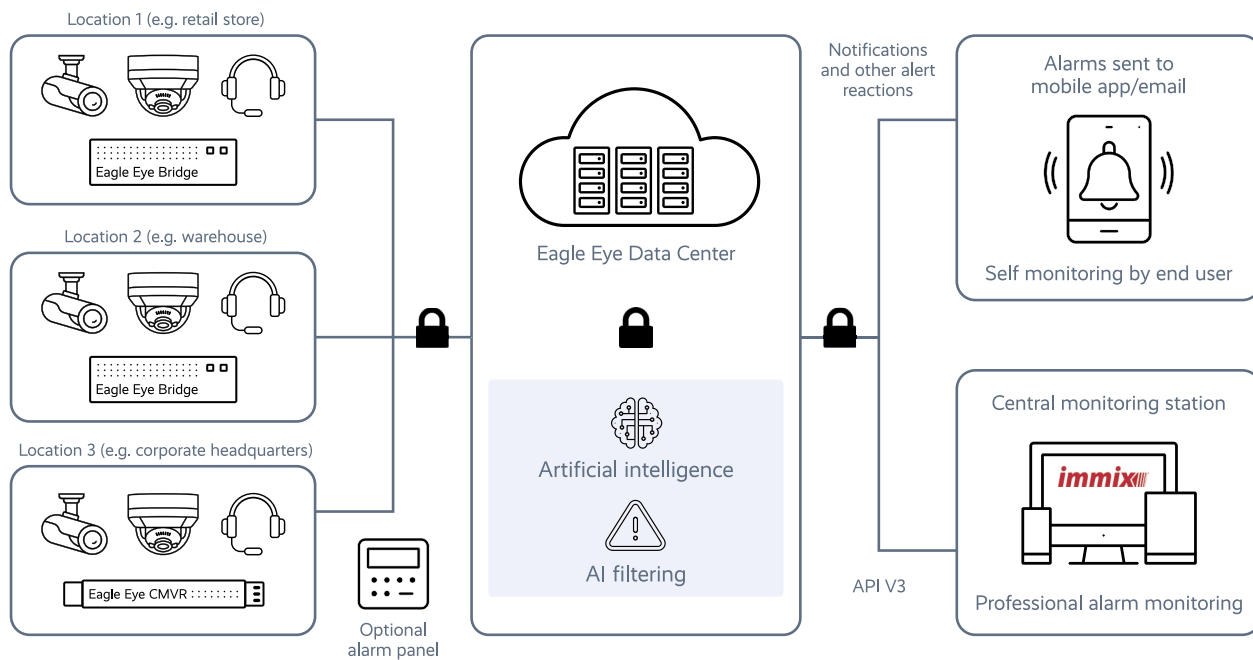 Location 1 (e.g. retail store)
Eagle Eye Bridge
Location 2 (e.g. warehouse)
Eagle Eye Bridge
Location 3 (e.g. corporate headquarters)
Eagle Eye CMVR
Optional
alarm panel
Eagle Eye Data Center
Artificial intelligence
AI filtering
Notifications
and other alert
reactions
API V3
Alarms sent to
mobile app/email
Self monitoring by end user
Central monitoring station
immix
Professional alarm monitoring